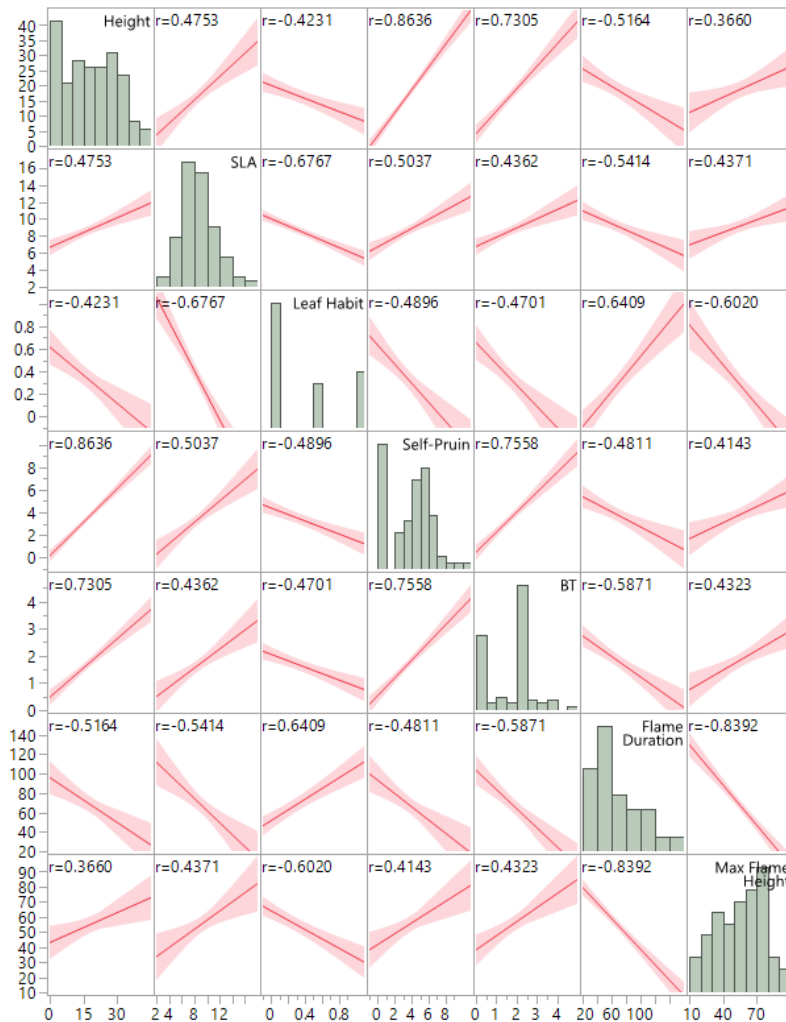 40
35
30
25
20
15
10
5
0
Height
r=0.4753
r=-0.4231
r=0.8636
r=0.7305
r=-0.5164
r=0.3660
16
14
12
10
8
6
4
2
r=0.4753
SLA
r=-0.6767
r=0.5037
r=0.4362
r=-0.5414
r=0.4371
0.8
0.6
0.4
0.2
0
r=-0.4231
r=-0.6767
Leaf Habit
r=-0.4896
r=-0.4701
r=0.6409
r=-0.6020
8
6
4
2
0
r=0.8636
r=0.5037
r=-0.4896
Self-Pruin
r=0.7558
r=-0.4811
r=0.4143
4
3
2
1
0
r=0.7305
r=0.4362
r=-0.4701
r=0.7558
BT
r=-0.5871
r=0.4323
140
120
100
80
60
40
20
r=-0.5164
r=-0.5414
r=0.6409
r=-0.4811
r=-0.5871
Flame
Duration
r=-0.8392
90
80
70
60
50
40
30
20
10
r=0.3660
r=0.4371
r=-0.6020
r=0.4143
r=0.4323
r=-0.8392
Max Flame
Height
0 15 30
2 4 8 12
0 0.4 0.8
0 2 4 6 8
0 1 2 3 4
20 60 100
10 40 70